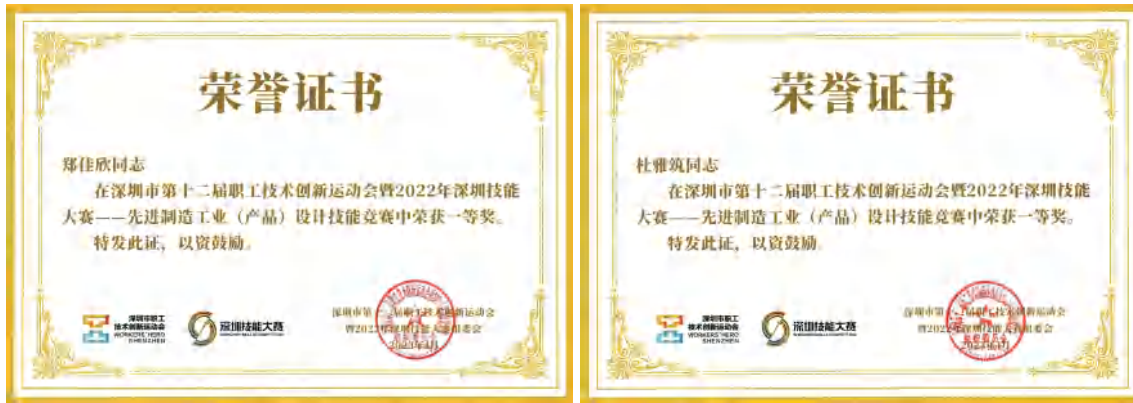 荣誉证书
郑佳欣同志
在深圳市第十二届职工技术创新运动会暨2022年深圳技能
大赛——先进制造工业（产品）设计技能竞赛中荣获一等奖。
特发此证，以资鼓励。
深圳市职工
技术创新运动会
WORKERS' HERO
SHENZHEN
深圳技能大赛
荣誉证书
杜雅筑同志
在深圳市第十二届职工技术创新运动会暨2022年深圳技能
大赛——先进制造工业（产品）设计技能竞赛中荣获一等奖。
特发此证，以资鼓励。
深圳市职工
技术创新运动会
WORKERS' HERO
SHENZHEN
深圳技能大赛